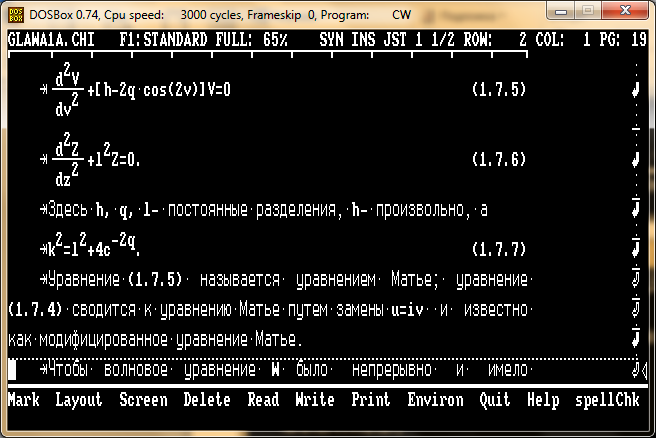 DOSBox 0.74, Cpu speed: 3000 cycles, Frameskip 0, Program: CW
GLAWA1A.CHI F1:STANDARD FULL: 65% SYN INS JST 1 1/2 ROW: 2 COL: 1 PG: 19
d²V/dv² +[h-2q cos(2v)]V=0 (1.7.5)
d²Z/dz² +l²Z=0. (1.7.6)
Здесь h, q, l- постоянные разделения, h- произвольно, а
k²=l²+4c⁻²q. (1.7.7)
Уравнение (1.7.5) называется уравнением Матье; уравнение
(1.7.4) сводится к уравнению Матье путем замены u=iv и известно
как модифицированное уравнение Матье.
Чтобы волновое уравнение W было непрерывно и имело
Mark Layout Screen Delete Read Write Print Environ Quit Help spellChk